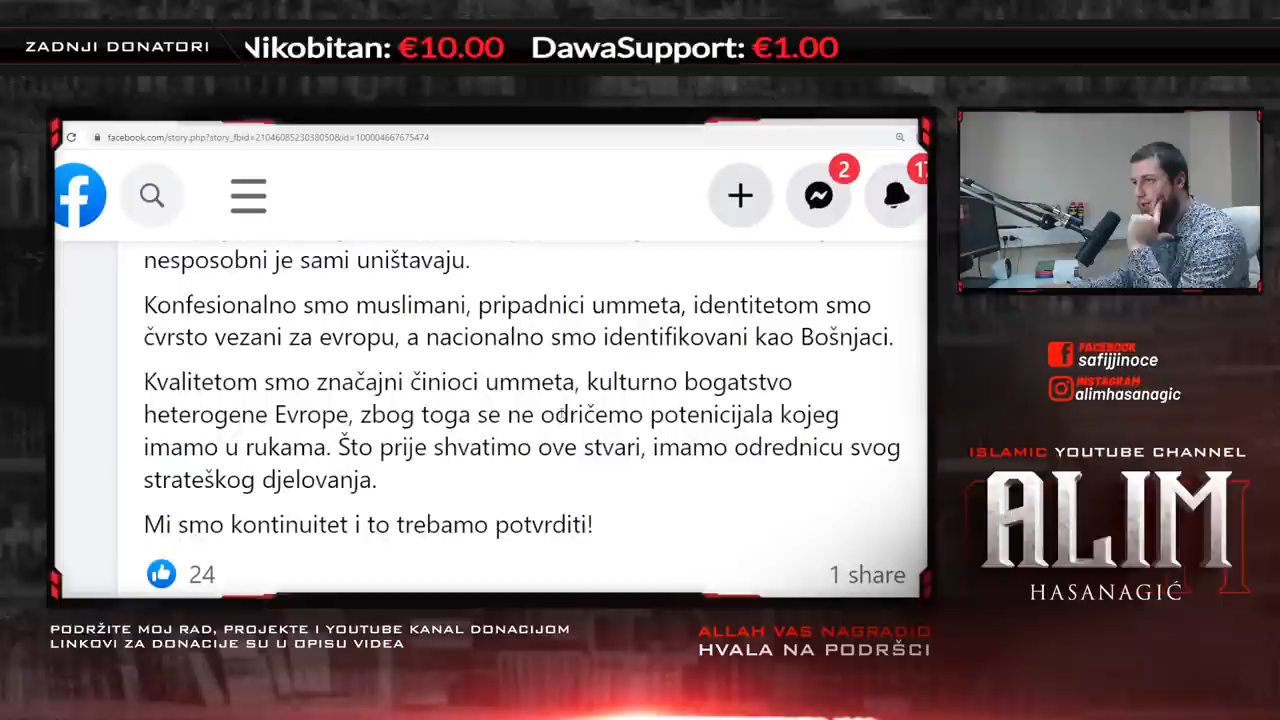 ZADNJI DONATORI
Nikobitan: €10.00 DawaSupport: €1.00
facebook.com/story.php?story_fbid=2104608523038050&id=100004667675474
2
17
nesposobni je sami uništavaju.
Konfesionalno smo muslimani, pripadnici ummeta, identitetom smo
čvrsto vezani za evropu, a nacionalno smo identifikovani kao Bošnjaci.
Kvalitetom smo značajni činioci ummeta, kulturno bogatstvo
heterogene Evrope, zbog toga se ne odričemo potenicijala kojeg
imamo u rukama. Što prije shvatimo ove stvari, imamo odrednicu svog
strateškog djelovanja.
Mi smo kontinuitet i to trebamo potvrditi!
24
1 share
FACEBOOK
safijjinoce
INSTAGRAM
alimhasanagic
ISLAMIC YOUTUBE CHANNEL
ALIM
HASANAGIĆ
PODRŽITE MOJ RAD, PROJEKTE I YOUTUBE KANAL DONACIJOM
LINKOVI ZA DONACIJE SU U OPISU VIDEA
ALLAH VAS NAGRADIO
HVALA NA PODRŠCI